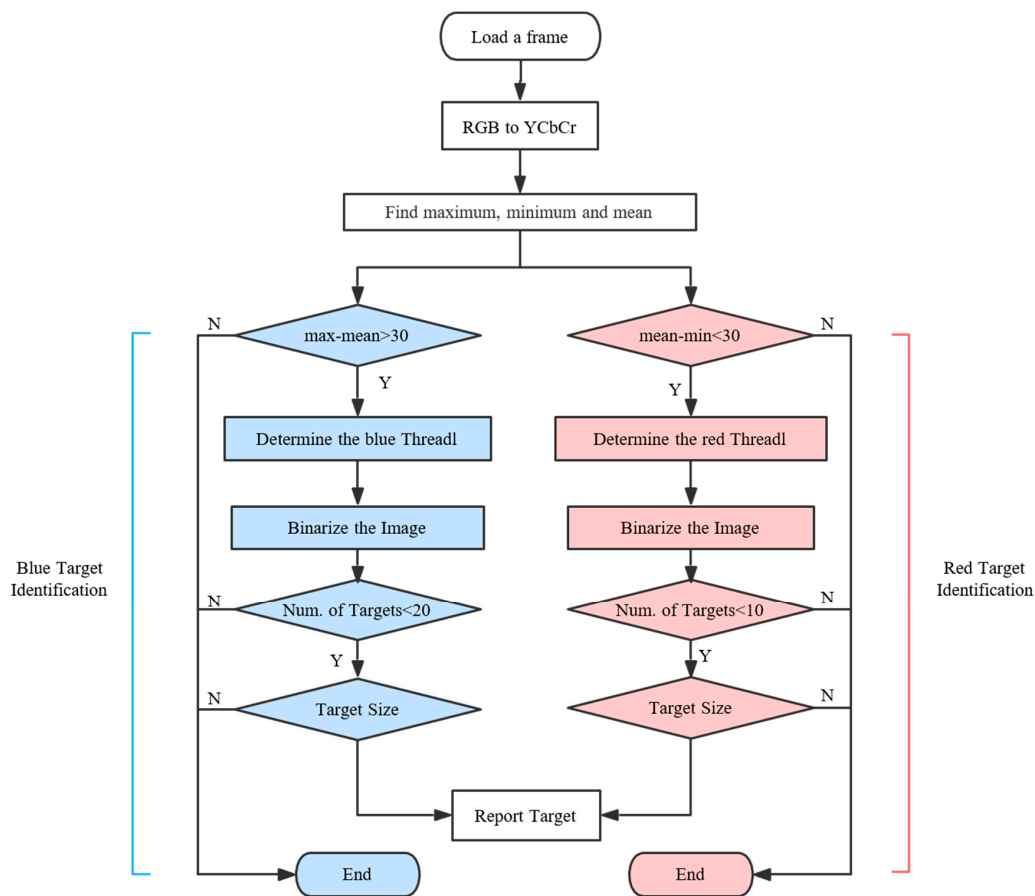 Load a frame
RGB to YCbCr
Find maximum, minimum and mean
N
max-mean>30
mean-min<30
N
Y
Y
Determine the blue Threadl
Determine the red Threadl
Binarize the Image
Binarize the Image
Blue Target
Identification
Red Target
Identification
N
Num. of Targets<20
Num. of Targets<10
N
Y
Y
N
Target Size
Target Size
N
Report Target
End
End